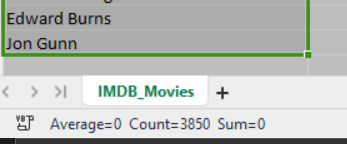 Edward Burns
Jon Gunn
IMDB_Movies
Average=0 Count=3850 Sum=0